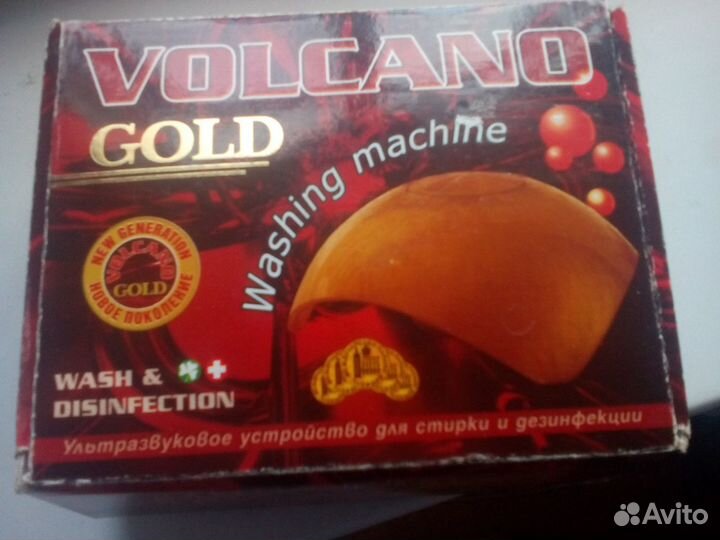 VOLCANO
GOLD
Washing machine
NEW GENERATION
VOLCANO
GOLD
НОВОЕ ПОКОЛЕНИЕ
WASH &
DISINFECTION
Ультразвуковое устройство для стирки и дезинфекции
Avito